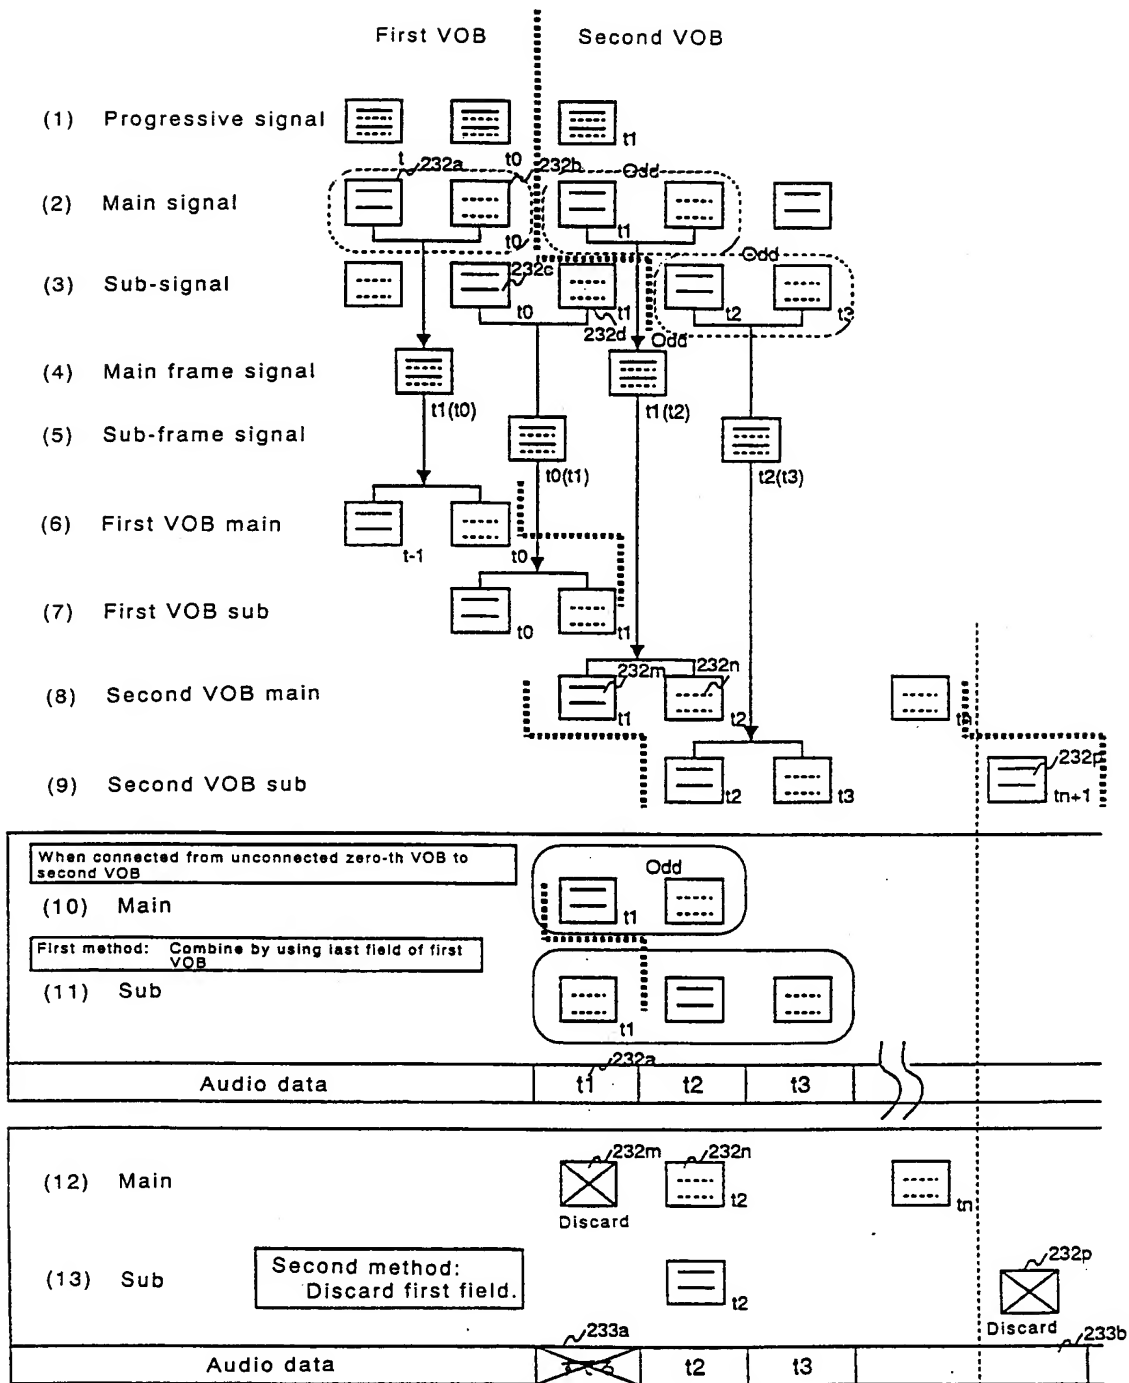 First VOB Second VOB
(1) Progressive signal
t1
t 232a t0 232b Odd
(2) Main signal
t0 t1
Odd
(3) Sub-signal
232c
t0 t1 t2 t3
232d Odd
(4) Main frame signal
t1(t0) t1(t2)
(5) Sub-frame signal
t0(t1) t2(t3)
(6) First VOB main
t-1 t0
(7) First VOB sub
t0 t1
232m 232n
(8) Second VOB main
t1 t2
232p
(9) Second VOB sub
t2 t3 tn+1
When connected from unconnected zero-th VOB to
second VOB
Odd
(10) Main
t1
First method: Combine by using last field of first
VOB
(11) Sub
t1
232a
Audio data t1 t2 t3
232m 232n
(12) Main
t2 tn
Discard
232p
(13) Sub
Second method:
Discard first field.
t2
Discard
233a 233b
Audio data t2 t3